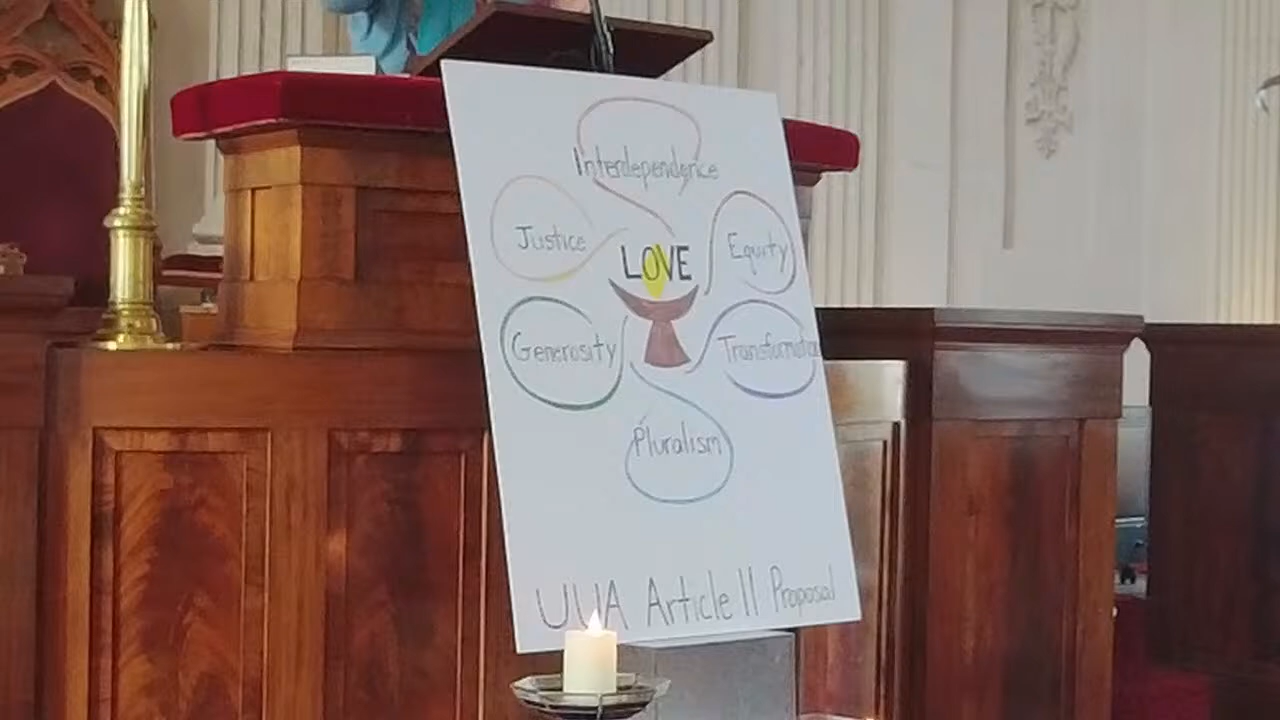 Interdependence
Justice
LOVE
Equity
Generosity
Transformation
Pluralism
UUA Article II Proposal